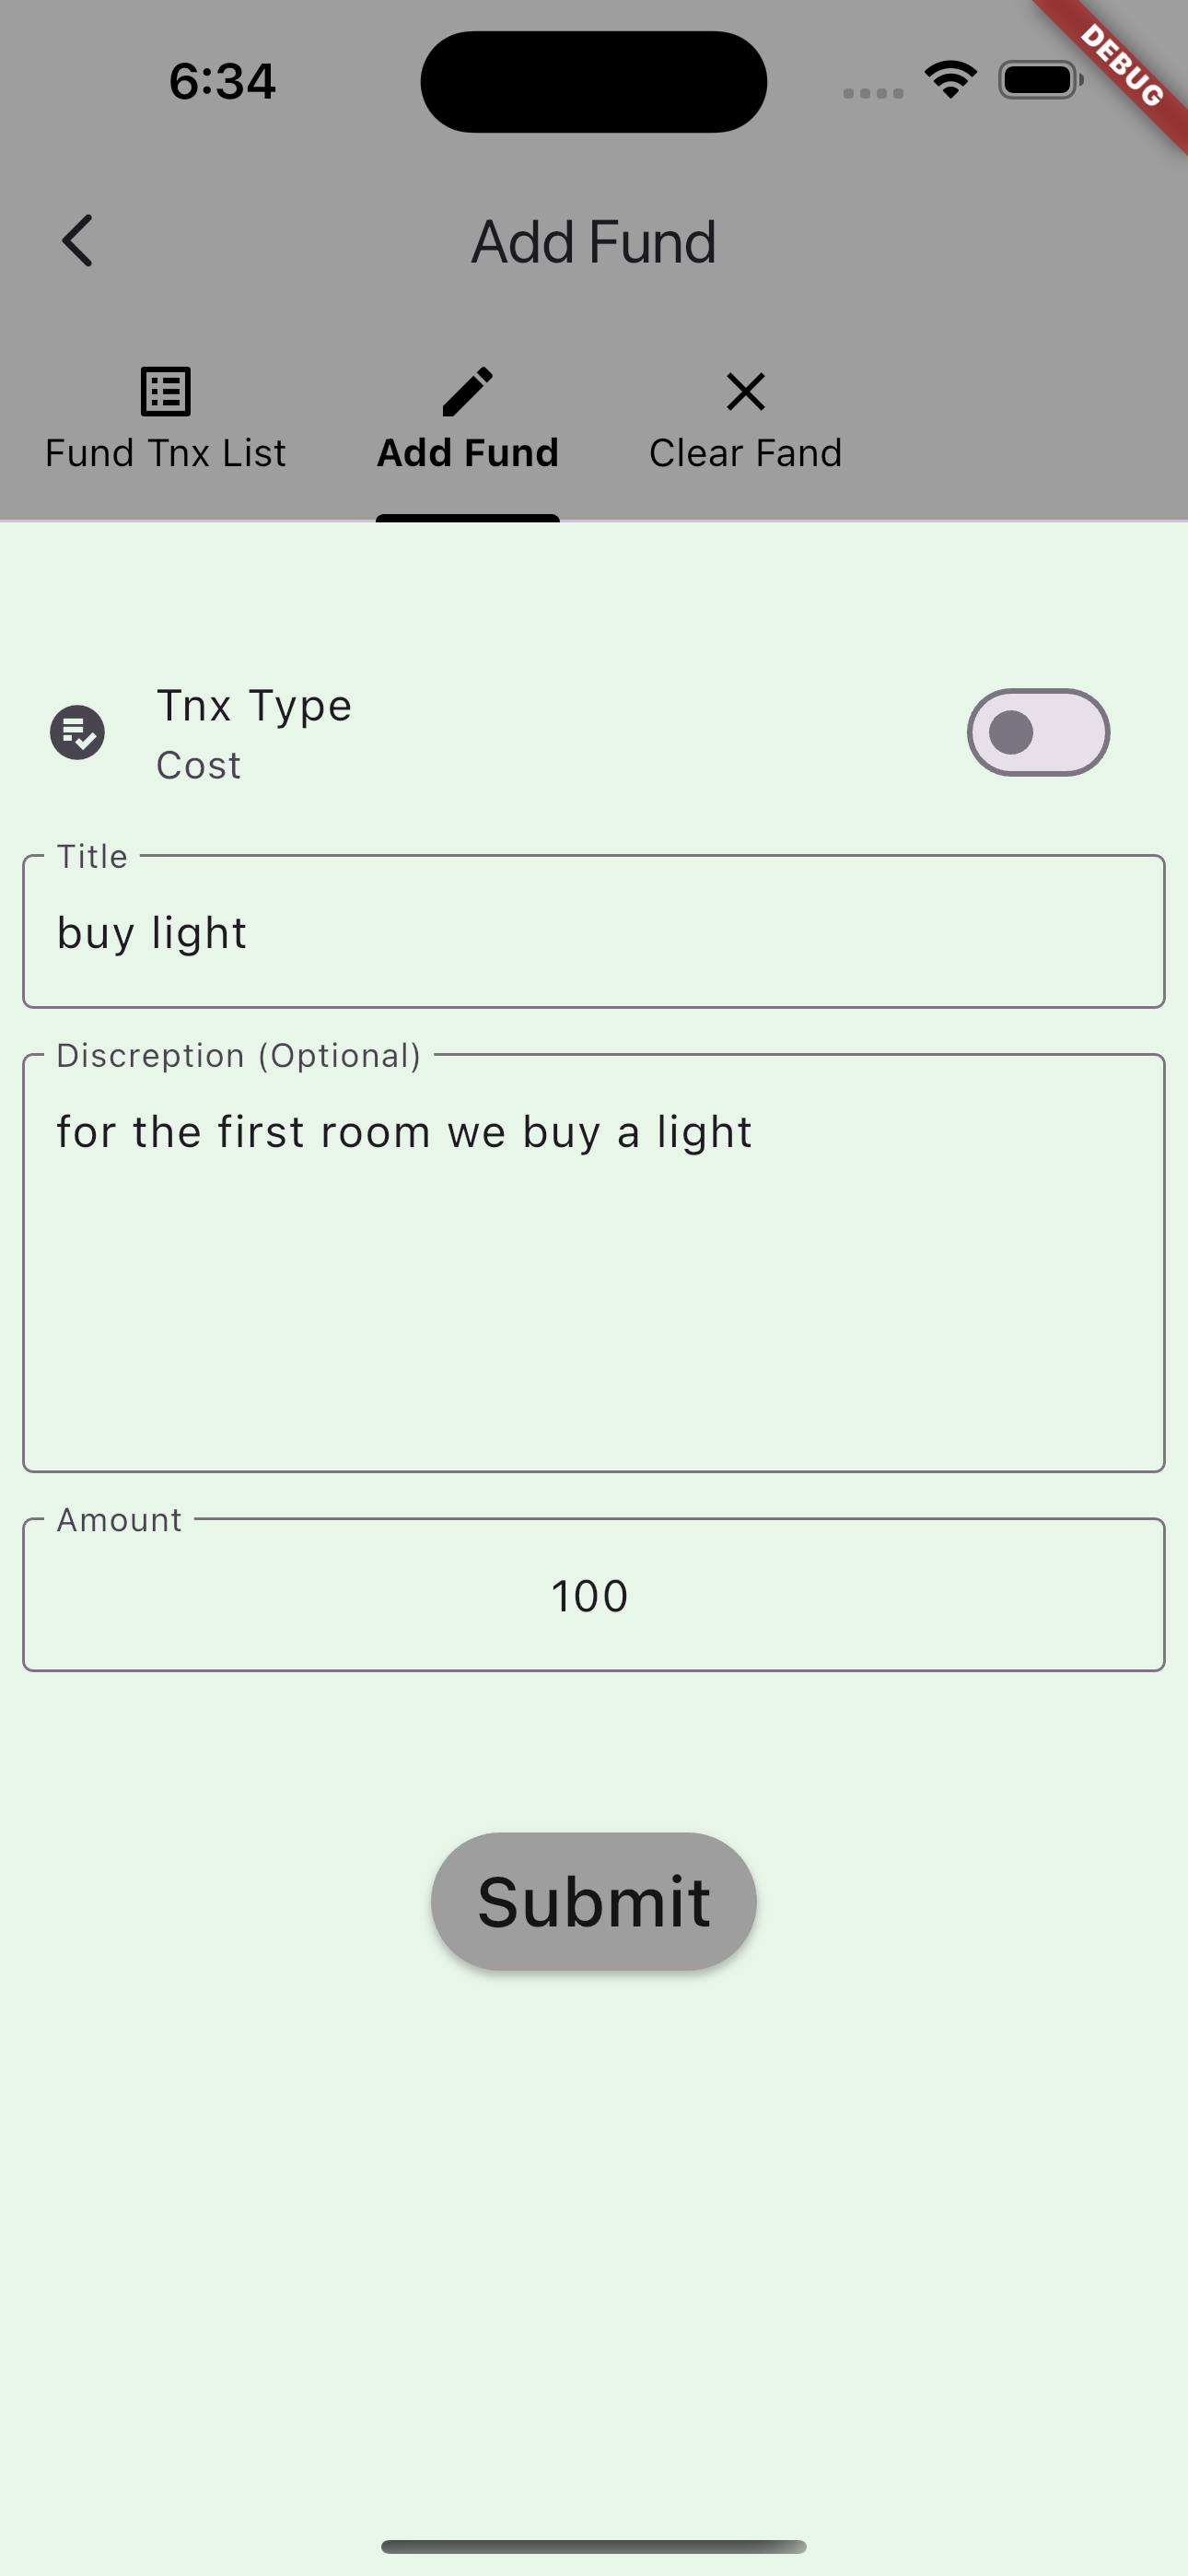 6:34
DEBUG
Add Fund
Fund Tnx List
Add Fund
Clear Fand
Tnx Type
Cost
Title
buy light
Discreption (Optional)
for the first room we buy a light
Amount
100
Submit